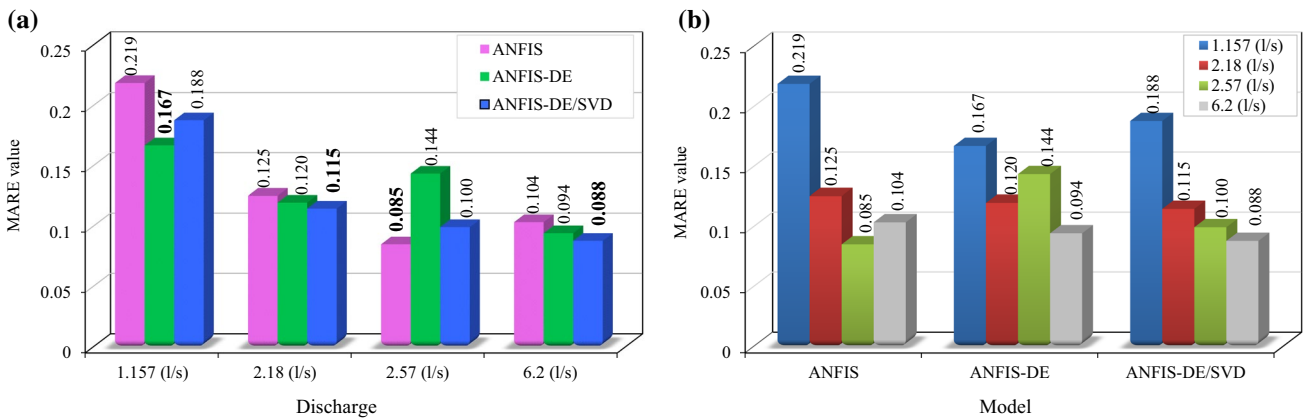 (a)
MARE value
0.25
0.2
0.15
0.1
0.05
0
0.219
0.167
0.188
0.125
0.120
0.115
0.085
0.144
0.100
0.104
0.094
0.088
ANFIS
ANFIS-DE
ANFIS-DE/SVD
1.157 (l/s)
2.18 (l/s)
2.57 (l/s)
6.2 (l/s)
Discharge
(b)
MARE value
0.25
0.2
0.15
0.1
0.05
0
0.219
0.125
0.085
0.104
0.167
0.120
0.144
0.094
0.188
0.115
0.100
0.088
1.157 (l/s)
2.18 (l/s)
2.57 (l/s)
6.2 (l/s)
ANFIS
ANFIS-DE
ANFIS-DE/SVD
Model